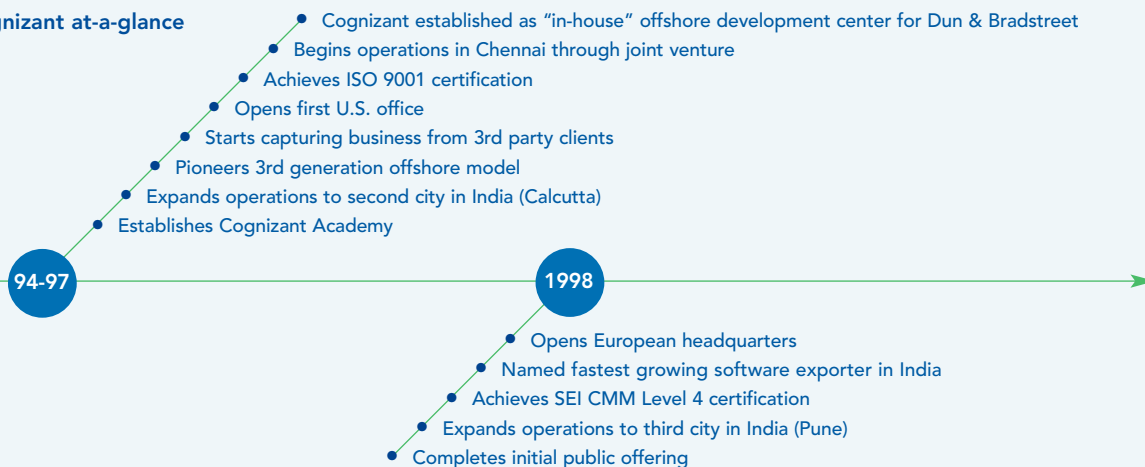 gnizant at-a-glance
Cognizant established as “in-house” offshore development center for Dun & Bradstreet
Begins operations in Chennai through joint venture
Achieves ISO 9001 certification
Opens first U.S. office
Starts capturing business from 3rd party clients
Pioneers 3rd generation offshore model
Expands operations to second city in India (Calcutta)
Establishes Cognizant Academy
94-97
1998
Opens European headquarters
Named fastest growing software exporter in India
Achieves SEI CMM Level 4 certification
Expands operations to third city in India (Pune)
Completes initial public offering